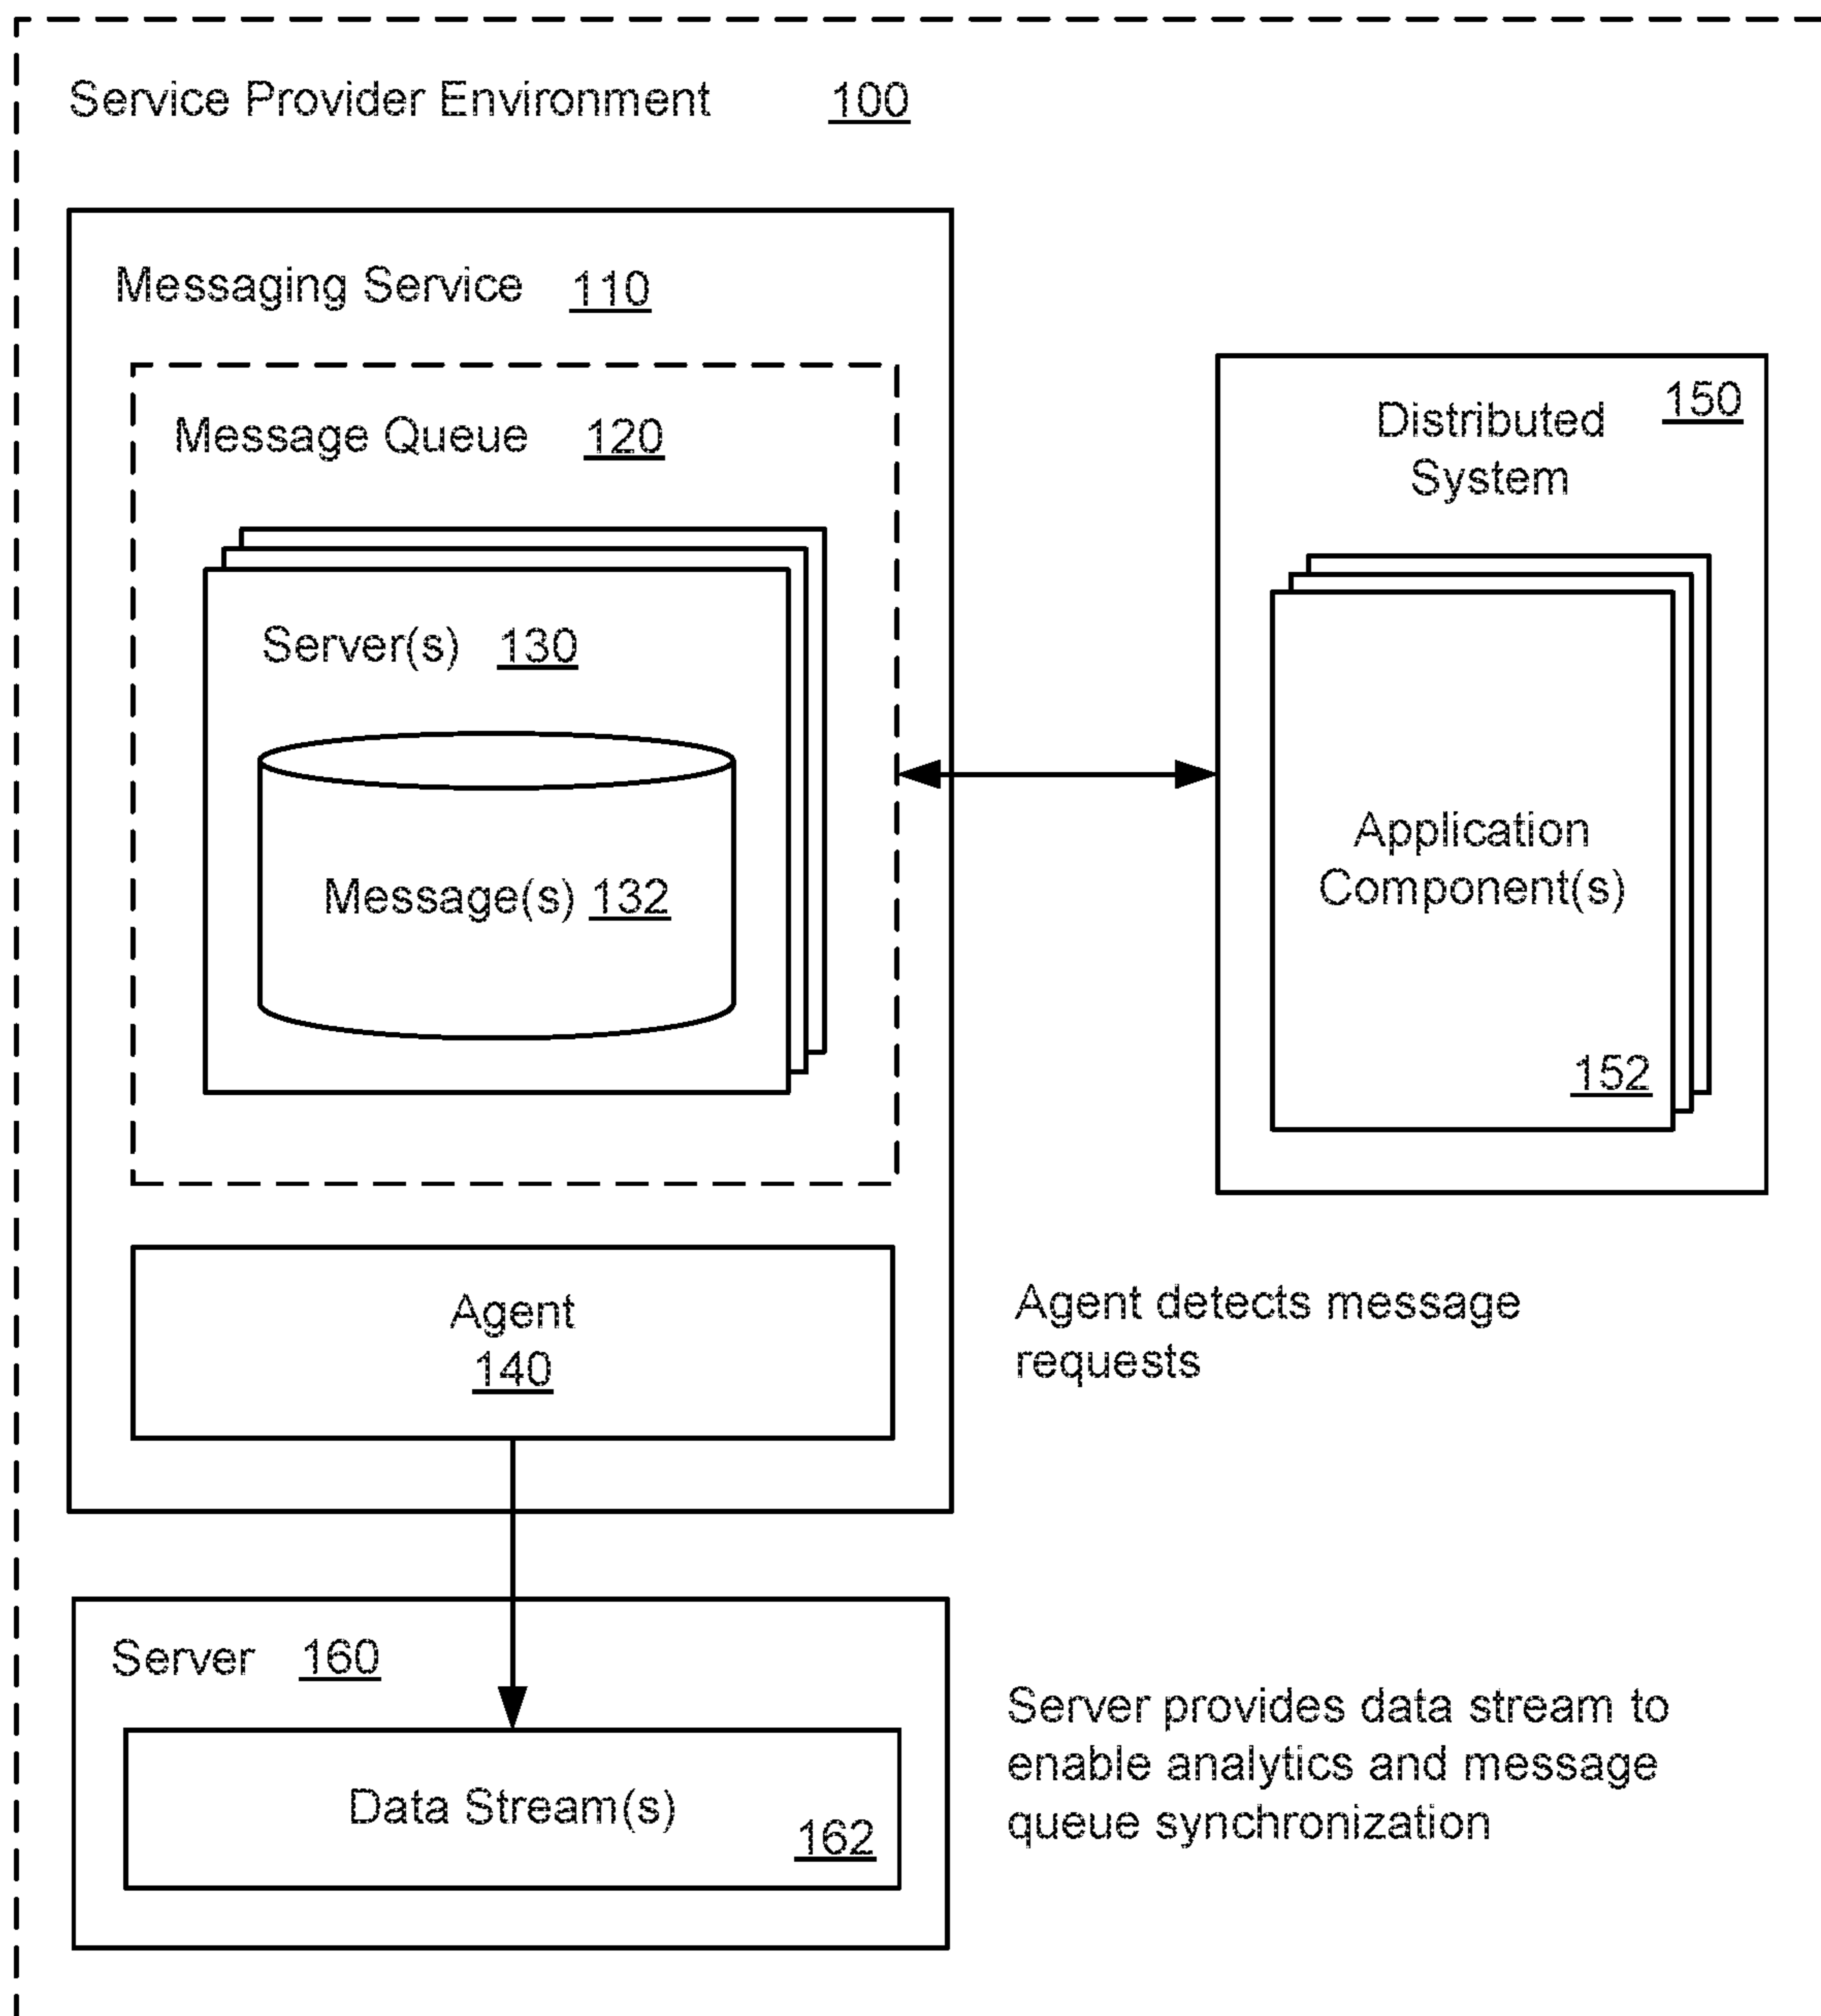 Service Provider Environment 100
Messaging Service 110
Message Queue 120
Server(s) 130
Message(s) 132
Distributed 150
System
Application
Component(s)
152
Agent
140
Agent detects message
requests
Server 160
Data Stream(s)
162
Server provides data stream to
enable analytics and message
queue synchronization